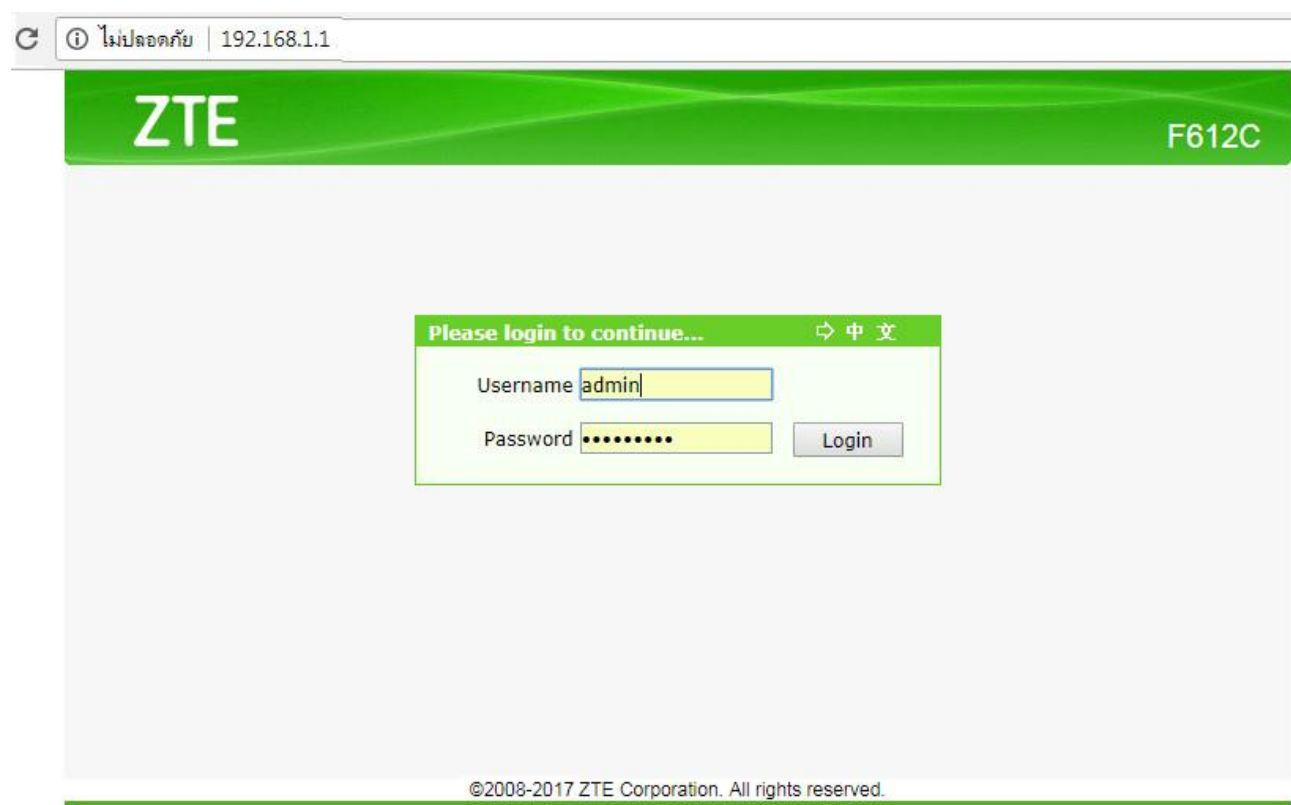 ไม่ปลอดภัย | 192.168.1.1
ZTE
F612C
Please login to continue... ⇨ 中 文
Username admin
Password •••••••••
Login
©2008-2017 ZTE Corporation. All rights reserved.